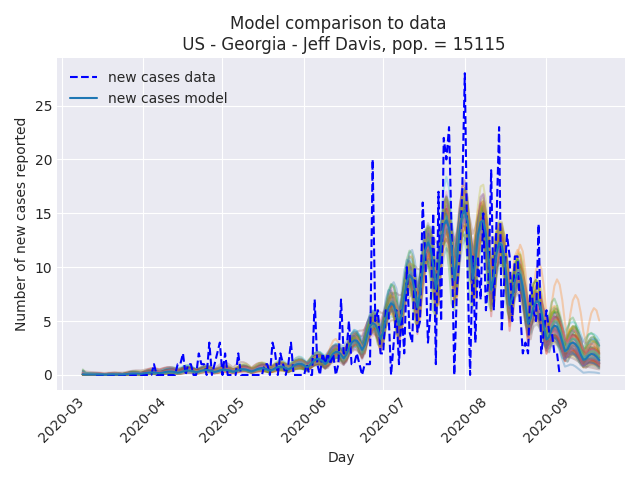 Model comparison to data
US - Georgia - Jeff Davis, pop. = 15115
new cases data
new cases model
Number of new cases reported
25
20
15
10
5
0
2020-03
2020-04
2020-05
2020-06
2020-07
2020-08
2020-09
Day